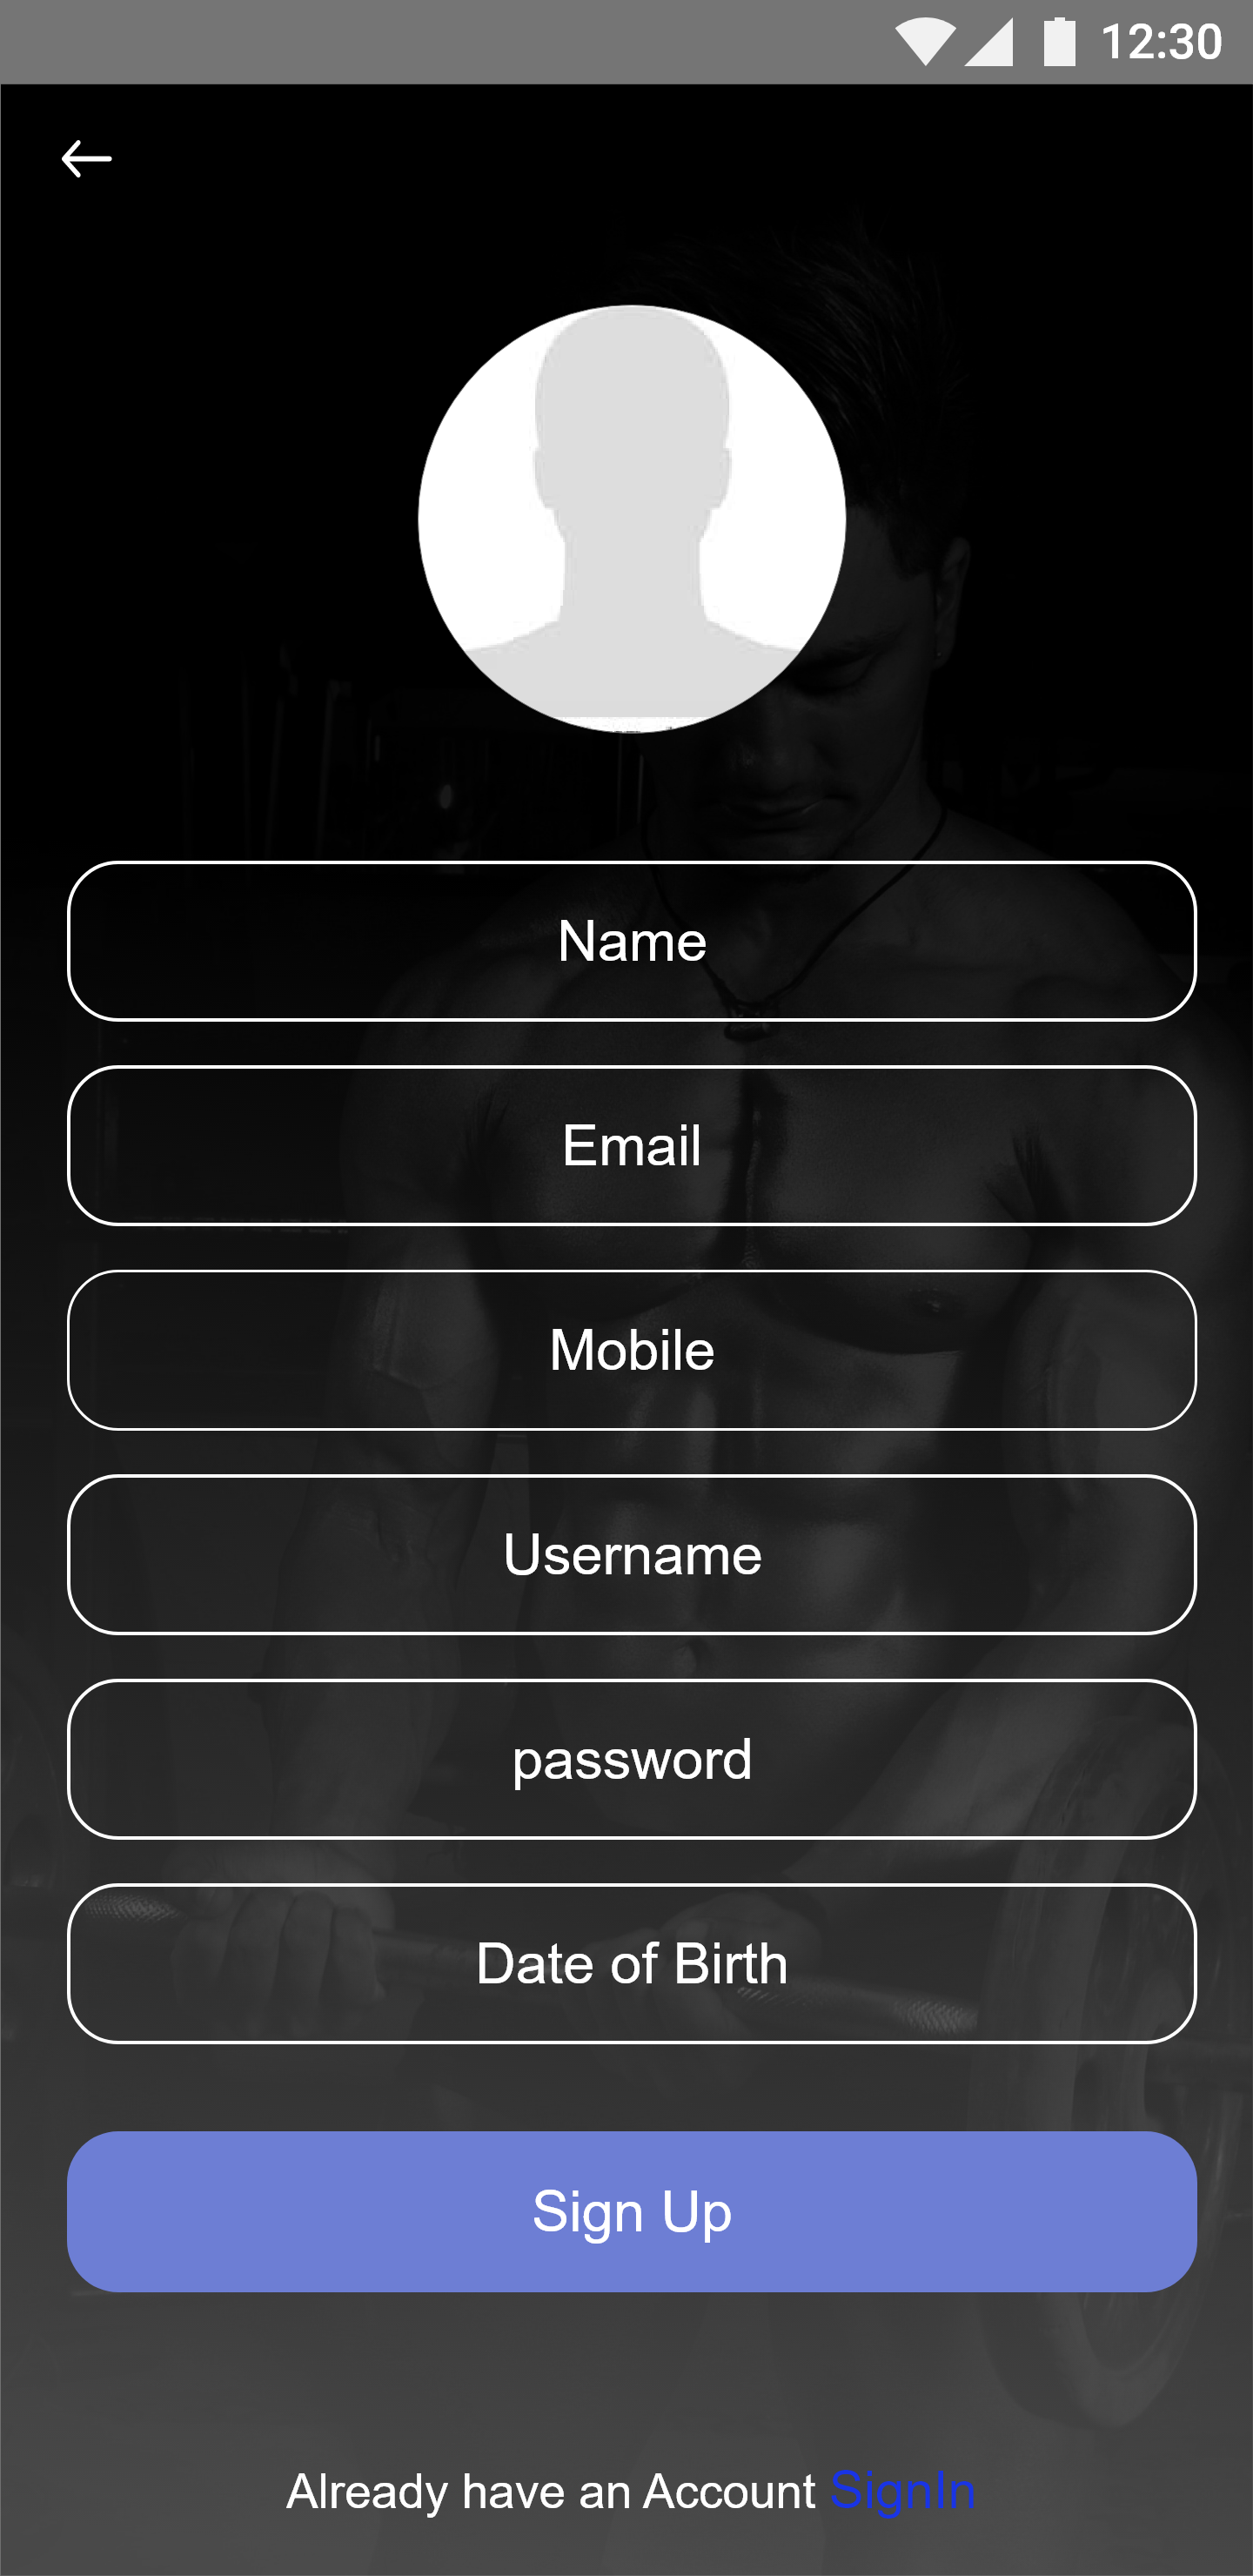 12:30
Name
Email
Mobile
Username
password
Date of Birth
Sign Up
Already have an Account SignIn